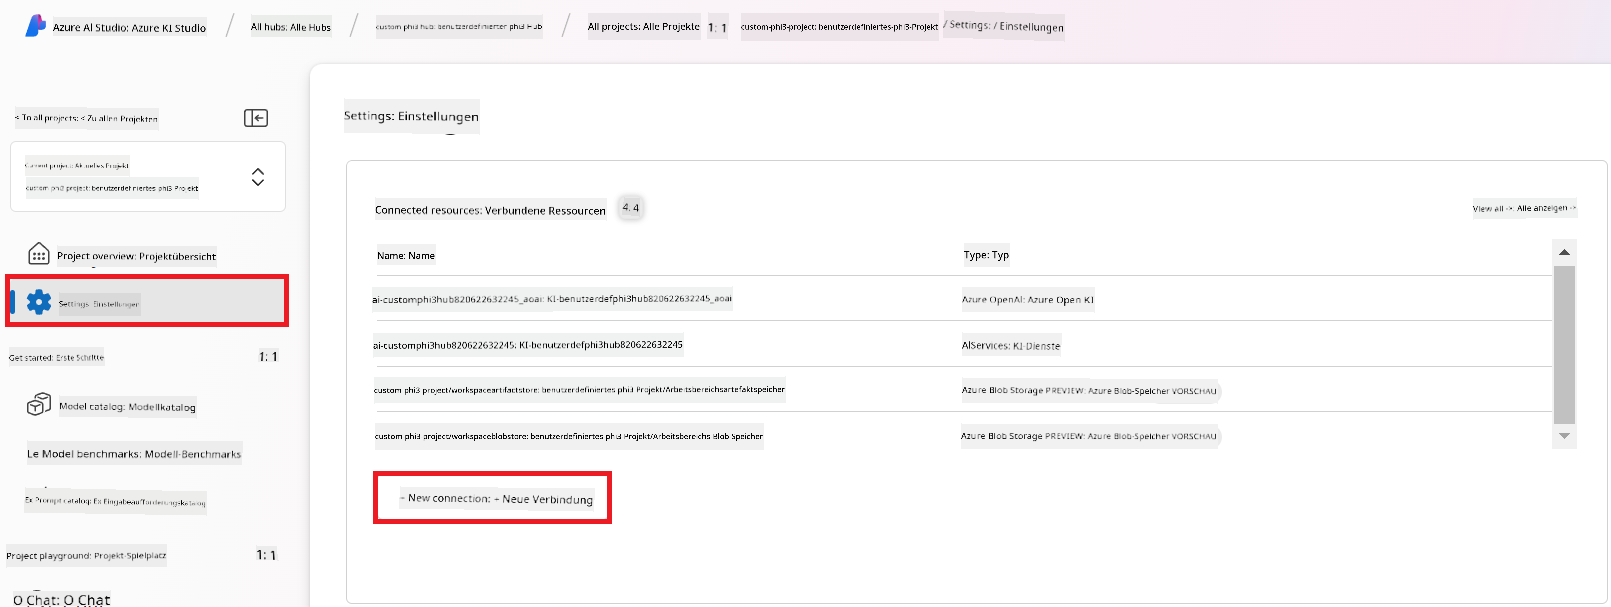 Azure AI Studio: Azure KI Studio / All hubs: Alle Hubs / custom phi3 hub: benutzerdefinierter phi3 Hub / All projects: Alle Projekte 1: 1 custom-phi3-project: benutzerdefiniertes-phi3-Projekt / Settings: / Einstellungen
< To all projects: < Zu allen Projekten
Current project: Aktuelles Projekt
custom phi3 project: benutzerdefiniertes phi3 Projekt
Project overview: Projektübersicht
Settings: Einstellungen
Get started: Erste Schritte 1: 1
Model catalog: Modellkatalog
Le Model benchmarks: Modell-Benchmarks
Ex Prompt catalog: Ex Eingabeaufforderungskatalog
Project playground: Projekt-Spielplatz 1: 1
O Chat: O Chat
Settings: Einstellungen
Connected resources: Verbundene Ressourcen 4. 4
View all ->: Alle anzeigen ->
Name: Name Type: Typ
ai-customphi3hub820622632245_aoai: KI-benutzerdefphi3hub820622632245_aoai Azure OpenAI: Azure Open KI
ai-customphi3hub820622632245: KI-benutzerdefphi3hub820622632245 AIServices: KI-Dienste
custom phi3 project/workspaceartifactstore: benutzerdefiniertes phi3 Projekt/Arbeitsbereichsartefaktspeicher Azure Blob Storage PREVIEW: Azure Blob-Speicher VORSCHAU
custom phi3 project/workspaceblobstore: benutzerdefiniertes phi3 Projekt/Arbeitsbereichs Blob Speicher Azure Blob Storage PREVIEW: Azure Blob-Speicher VORSCHAU
+ New connection: + Neue Verbindung